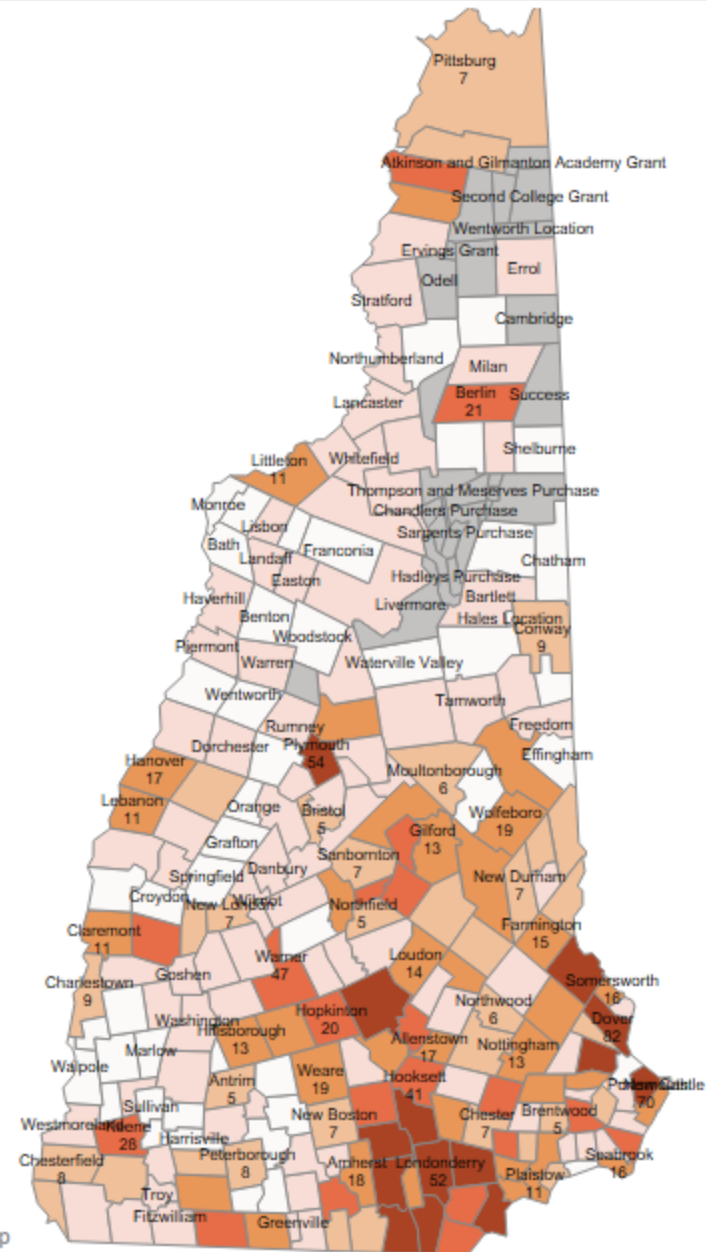 Pittsburg
7
Atkinson and Gilmanton Academy Grant
Second College Grant
Wentworth Location
Ervings Grant
Errol
Odell
Stratford
Cambridge
Northumberland
Milan
Berlin
21
Success
Lancaster
Shelburne
Littleton
11
Whitefield
Thompson and Meserves Purchase
Monroe
Chandlers Purchase
Lisbon
Sargents Purchase
Bath
Franconia
Landaff
Chatham
Easton
Hadleys Purchase
Haverhill
Bartlett
Livermore
Benton
Hales Location
Conway
9
Woodstock
Piermont
Warren
Waterville Valley
Wentworth
Tamworth
Rumney
Freedom
Dorchester
Plymouth
54
Effingham
Hanover
17
Moultonborough
6
Lebanon
11
Orange
Bristol
5
Wolfeboro
19
Gilford
13
Grafton
Sanbornton
7
Danbury
Springfield
New Durham
7
Croydon
Wilmot
New London
7
Northfield
5
Claremont
11
Farmington
15
Warner
47
Loudon
14
Goshen
Charlestown
9
Somersworth
16
Northwood
6
Hopkinton
20
Washington
Dover
82
Hillsborough
13
Allenstown
17
Nottingham
13
Marlow
Walpole
Weare
19
Hooksett
41
Antrim
5
Newcastle
70
Sullivan
New Boston
7
Chester
7
Brentwood
5
Westmoreland
Keene
28
Harrisville
Peterborough
8
Seabrook
16
Chesterfield
8
Amherst
18
Londonderry
52
Plaistow
11
Troy
Fitzwilliam
Greenville
p